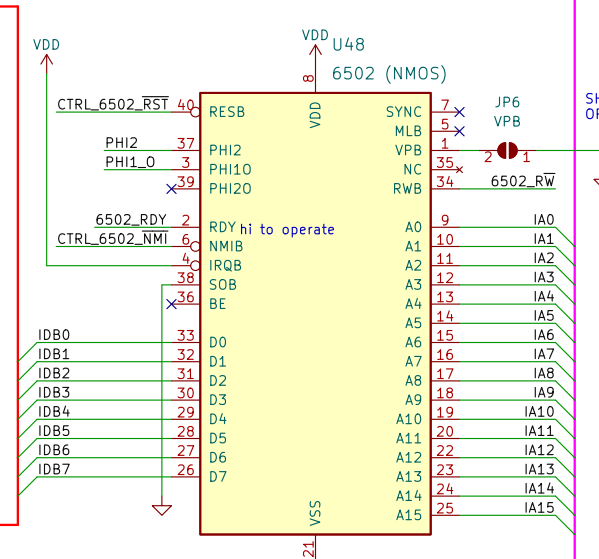 VDD
VDD
U48
6502 (NMOS)
8
VDD
SH
OP
CTRL_6502_RST 40 RESB
SYNC 7
MLB 5
JP6
VPB
PHI2 37 PHI2
VPB 1 2 1
PHI1_O 3 PHI1O
NC 35
39 PHI2O
RWB 34 6502_RW
6502_RDY 2 RDY hi to operate
A0 9 IA0
CTRL_6502_NMI 6 NMIB
A1 10 IA1
4 IRQB
A2 11 IA2
38 SOB
A3 12 IA3
36 BE
A4 13 IA4
A5 14 IA5
IDB0 33 D0
A6 15 IA6
IDB1 32 D1
A7 16 IA7
IDB2 31 D2
A8 17 IA8
IDB3 30 D3
A9 18 IA9
IDB4 29 D4
A10 19 IA10
IDB5 28 D5
A11 20 IA11
IDB6 27 D6
A12 22 IA12
IDB7 26 D7
A13 23 IA13
A14 24 IA14
A15 25 IA15
VSS
21